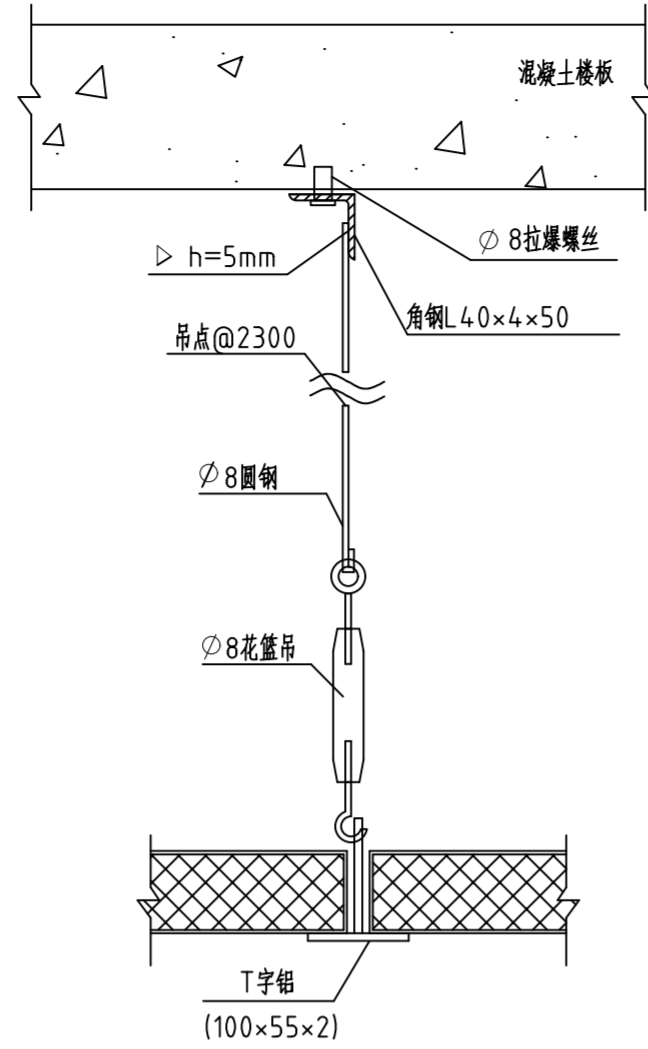 混凝土楼板
∅8拉爆螺丝
▷ h=5mm
角钢L40×4×50
吊点@2300
∅8圆钢
∅8花篮吊
T字铝
(100×55×2)